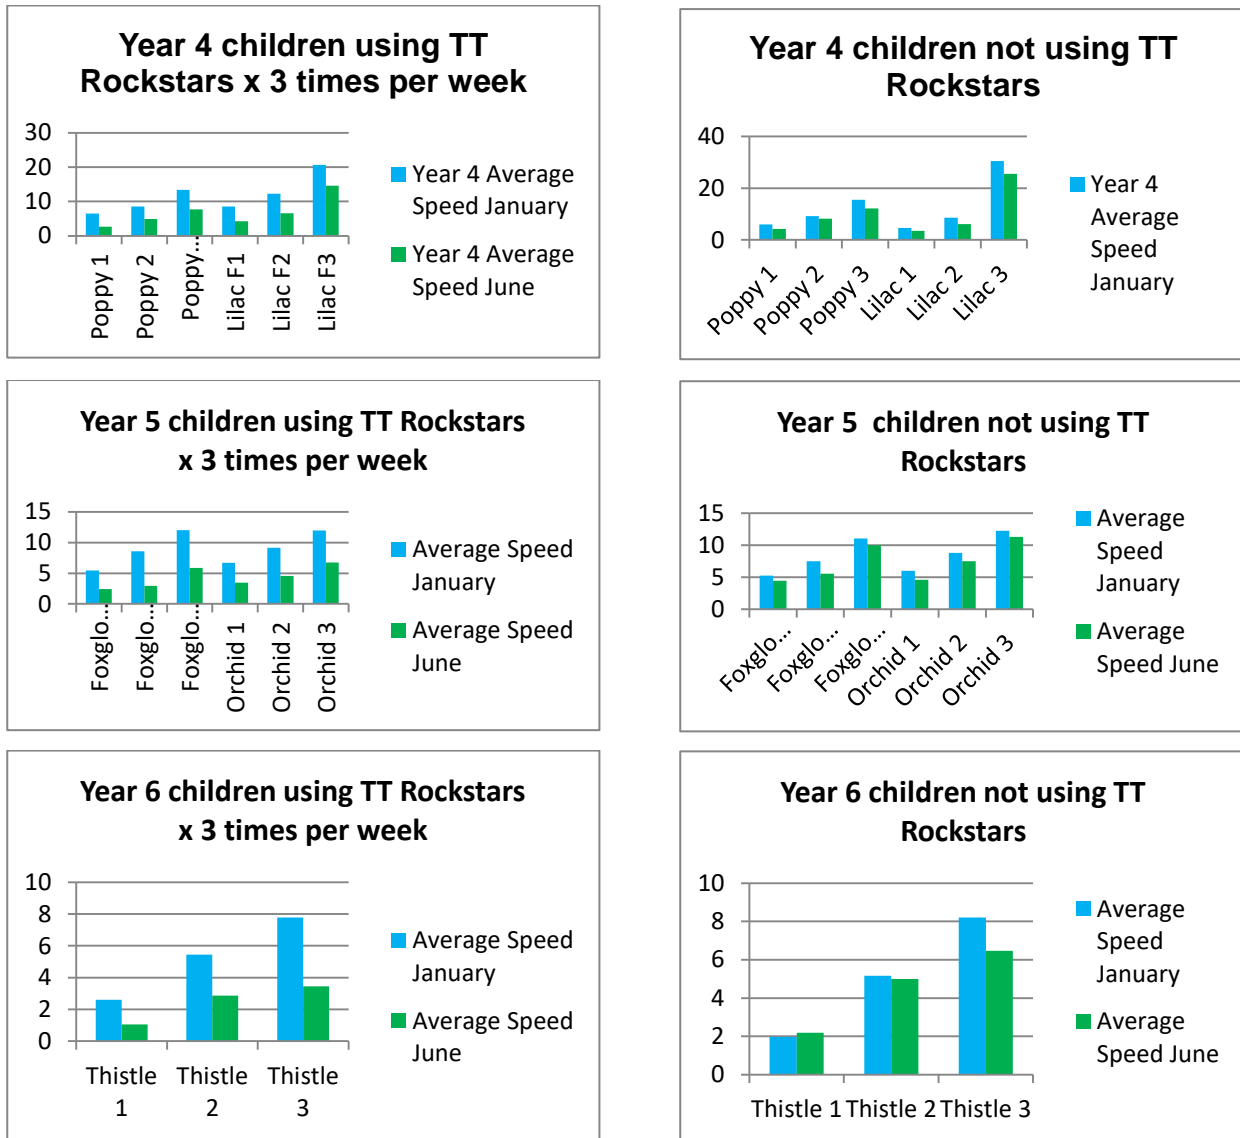 Year 4 children using TT
Rockstars x 3 times per week
30
20
10
0
Poppy 1
Poppy 2
Poppy…
Lilac F1
Lilac F2
Lilac F3
Year 4 Average
Speed January
Year 4 Average
Speed June
Year 4 children not using TT
Rockstars
40
20
0
Poppy 1
Poppy 2
Poppy 3
Lilac 1
Lilac 2
Lilac 3
Year 4
Average
Speed
January
Year 5 children using TT Rockstars
x 3 times per week
15
10
5
0
Foxglo…
Foxglo…
Foxglo…
Orchid 1
Orchid 2
Orchid 3
Average Speed
January
Average Speed
June
Year 5  children not using TT
Rockstars
15
10
5
0
Foxglo…
Foxglo…
Foxglo…
Orchid 1
Orchid 2
Orchid 3
Average
Speed
January
Average
Speed June
Year 6 children using TT Rockstars
x 3 times per week
10
8
6
4
2
0
Thistle
1
Thistle
2
Thistle
3
Average Speed
January
Average Speed
June
Year 6 children not using TT
Rockstars
10
8
6
4
2
0
Thistle 1 Thistle 2 Thistle 3
Average
Speed
January
Average
Speed June